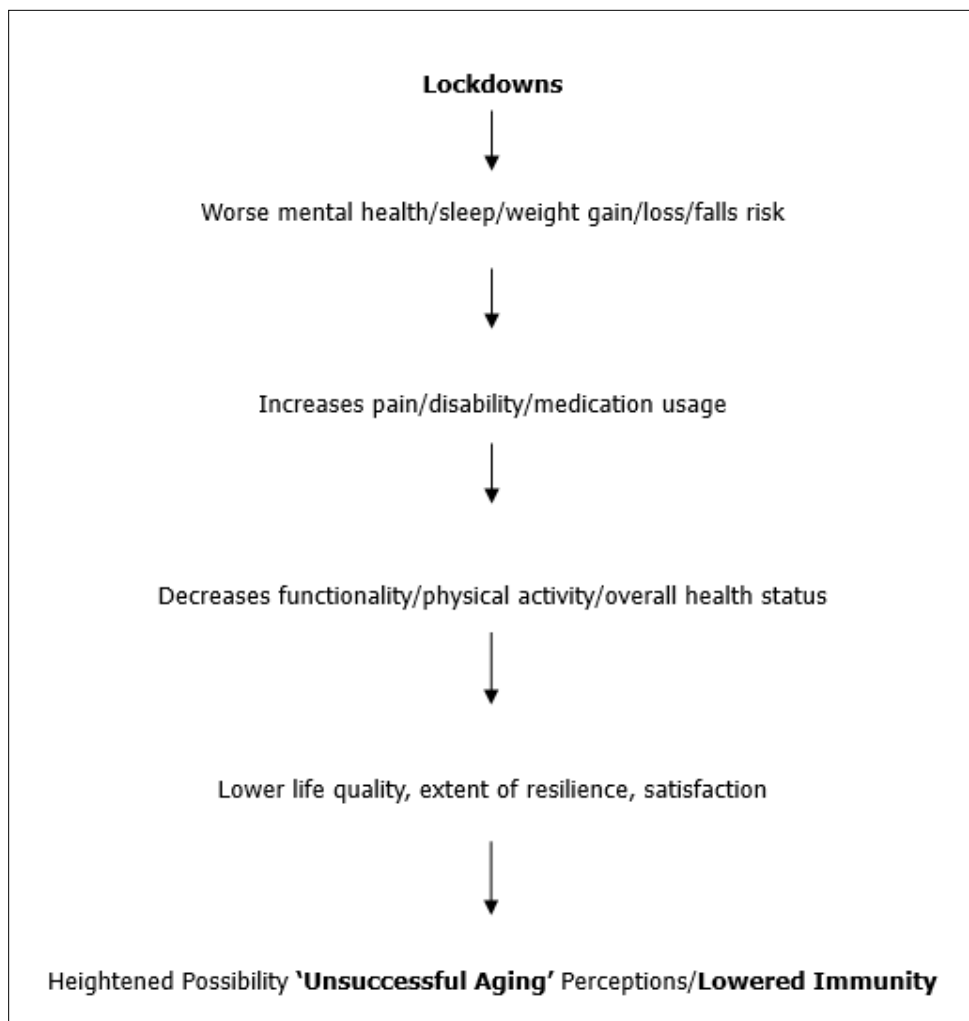 Lockdowns
Worse mental health/sleep/weight gain/loss/falls risk
Increases pain/disability/medication usage
Decreases functionality/physical activity/overall health status
Lower life quality, extent of resilience, satisfaction
Heightened Possibility ‘Unsuccessful Aging’ Perceptions/Lowered Immunity